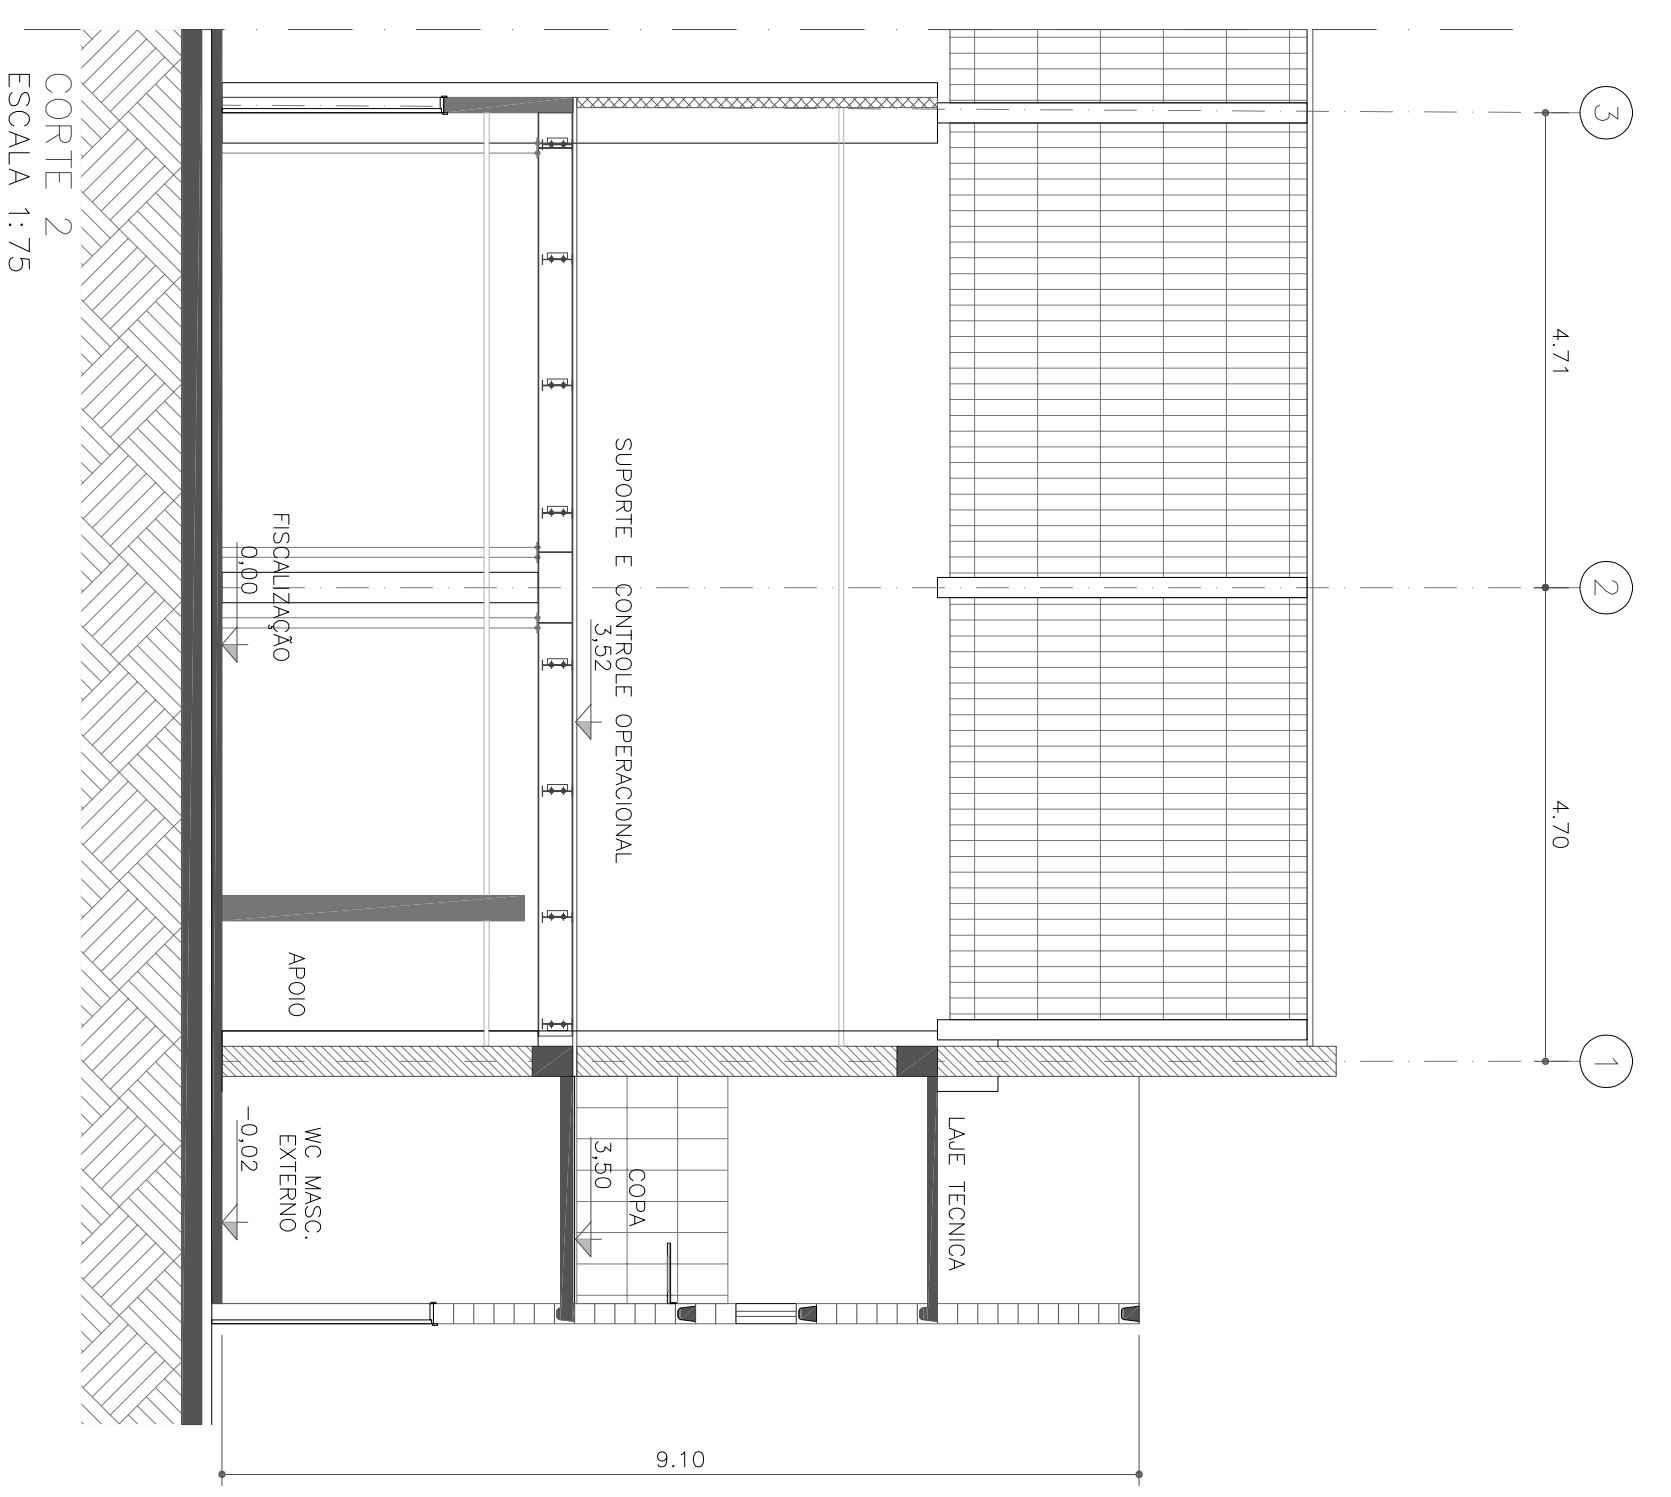 3
4.71
2
4.70
1
LAJE TECNICA
SUPORTE E CONTROLE OPERACIONAL
3,52
COPA
3,50
FISCALIZAÇÃO
0,00
APOIO
WC MASC.
EXTERNO
-0,02
9.10
CORTE 2
ESCALA 1:75